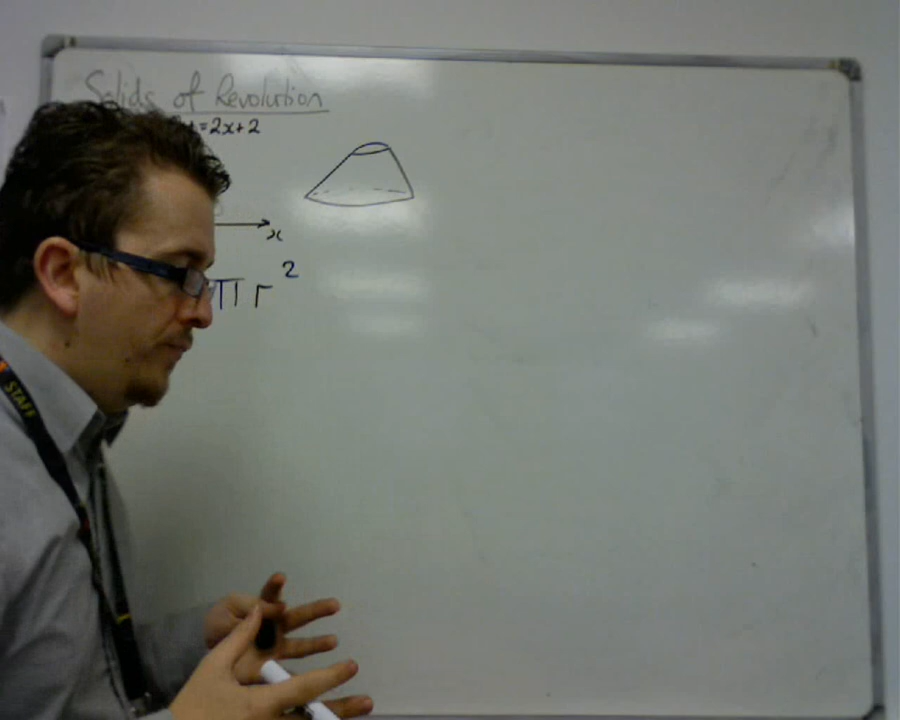 Solids of Revolution
y=2x+2
x
πr²
STAFF